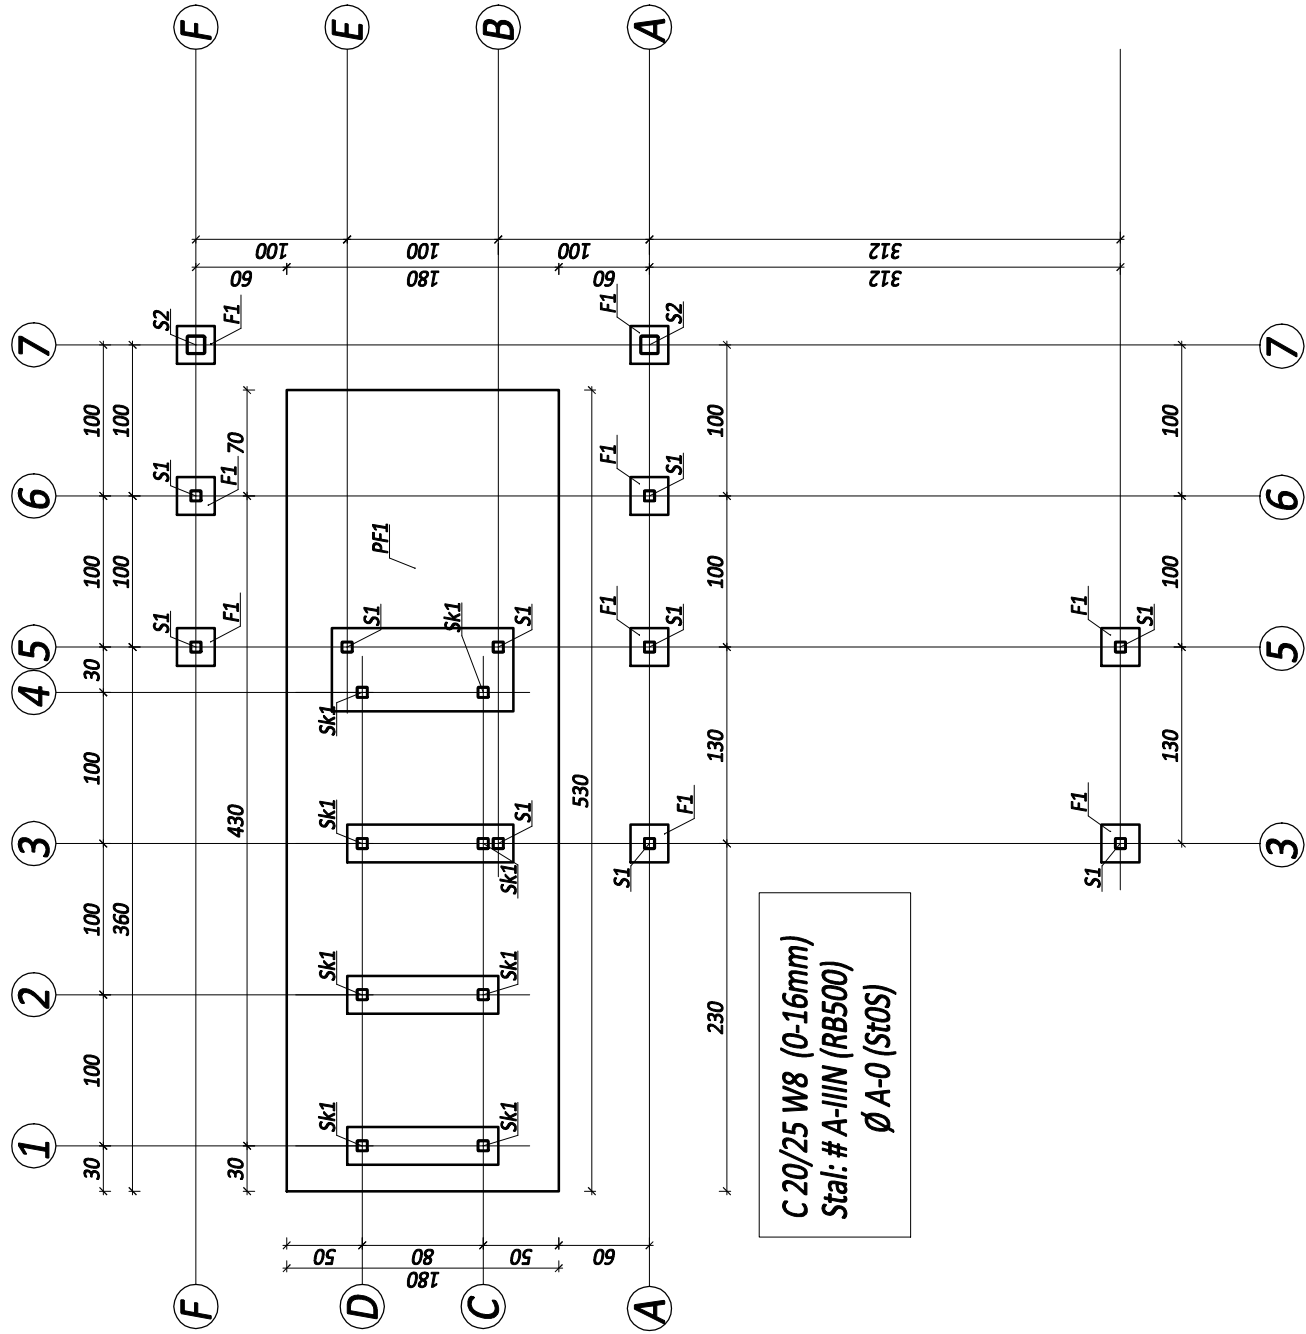 1 2 3 4 5 6 7
30 100 100 100 30 100 100
360 100 100
S1 S1 S2
F F
F1 F1 F1
30 430 70 60 100
50 Sk1 Sk1 Sk1 Sk1
D E
S1 PF1
180 80 180 100
C Sk1
Sk1 Sk1 Sk1 B
50 S1 S1
530 100
60 F1 F1 F1 60
S1
A A
S1 S1 S2
F1
230 130 100 100
C 20/25 W8 (0-16mm)
Stal: # A-IIIN (RB500)
Ø A-0 (St0S)
312 312
F1 F1
S1
S1
130 100 100
3 5 6 7